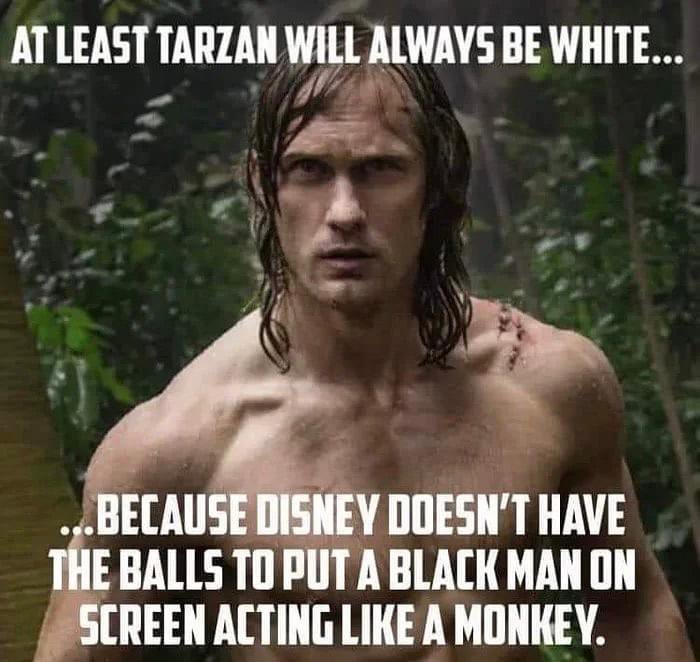 AT LEAST TARZAN WILL ALWAYS BE WHITE...
...BECAUSE DISNEY DOESN'T HAVE
THE BALLS TO PUT A BLACK MAN ON
SCREEN ACTING LIKE A MONKEY.